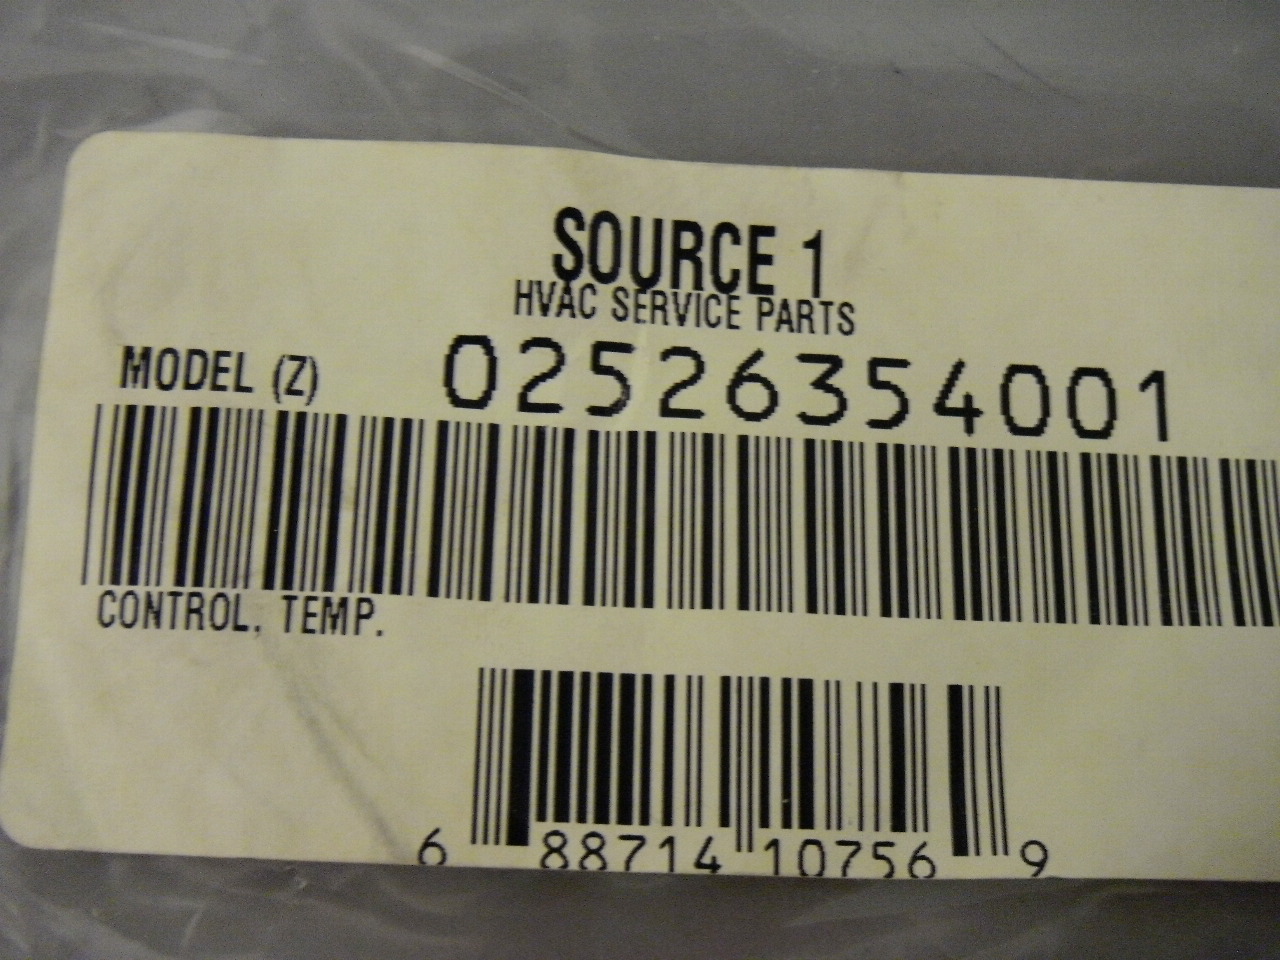 SOURCE 1
HVAC SERVICE PARTS
MODEL (Z) 02526354001
CONTROL, TEMP.
6 88714 10756 9